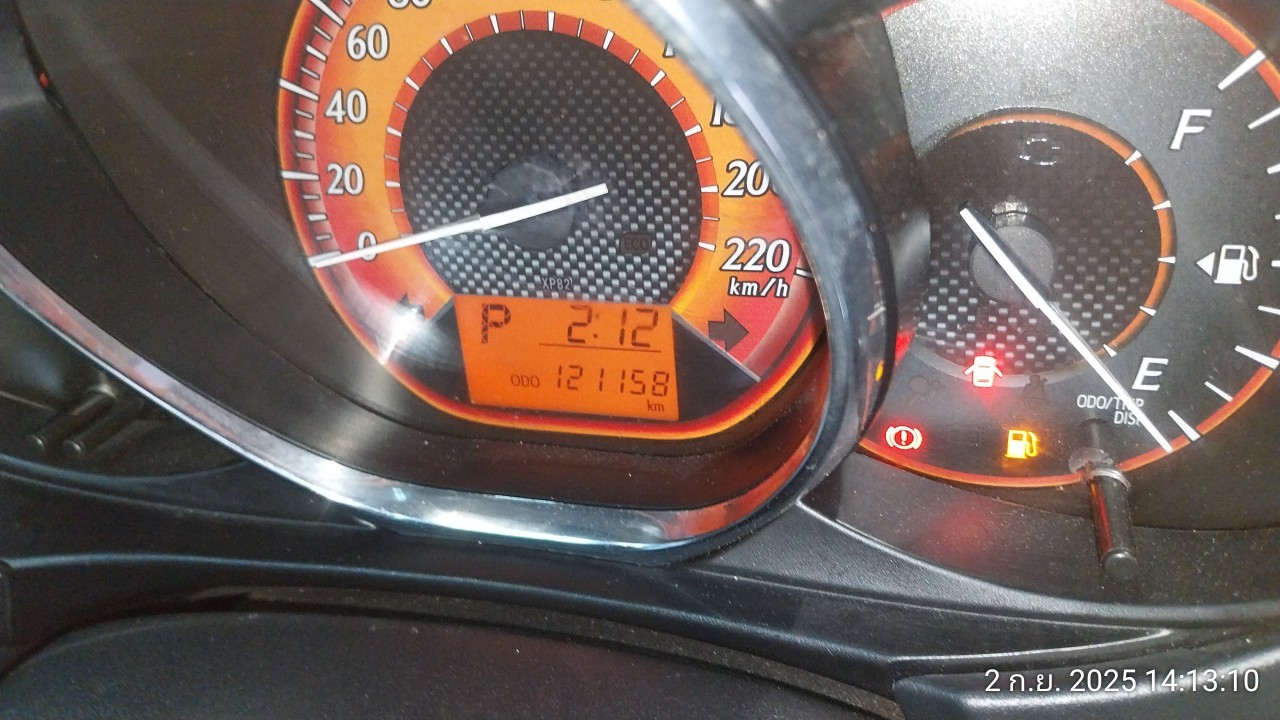 60
40
20
0
200
220
km/h
ECO
XP82
P 2:12
ODO 121158
km
F
E
ODO/TRIP
2 ก.ย. 2025 14:13:10